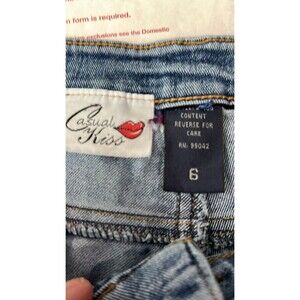 n form is required.
exclusions see the Domestic
Casual
Kiss
CONTENT
REVERSE FOR
CARE
RN: 99042
6